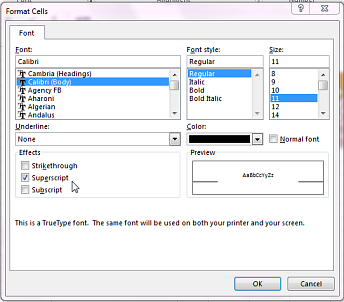 Format Cells
Font
Font:
Font style:
Size:
Calibri
Regular
11
Cambria (Headings)
Calibri (Body)
Agency FB
Aharoni
Algerian
Andalus
Regular
Italic
Bold
Bold Italic
8
9
10
11
12
14
Underline:
Color:
None
Normal font
Effects
Preview
Strikethrough
Superscript
Subscript
AaBbCcYyZz
This is a TrueType font. The same font will be used on both your printer and your screen.
OK
Cancel